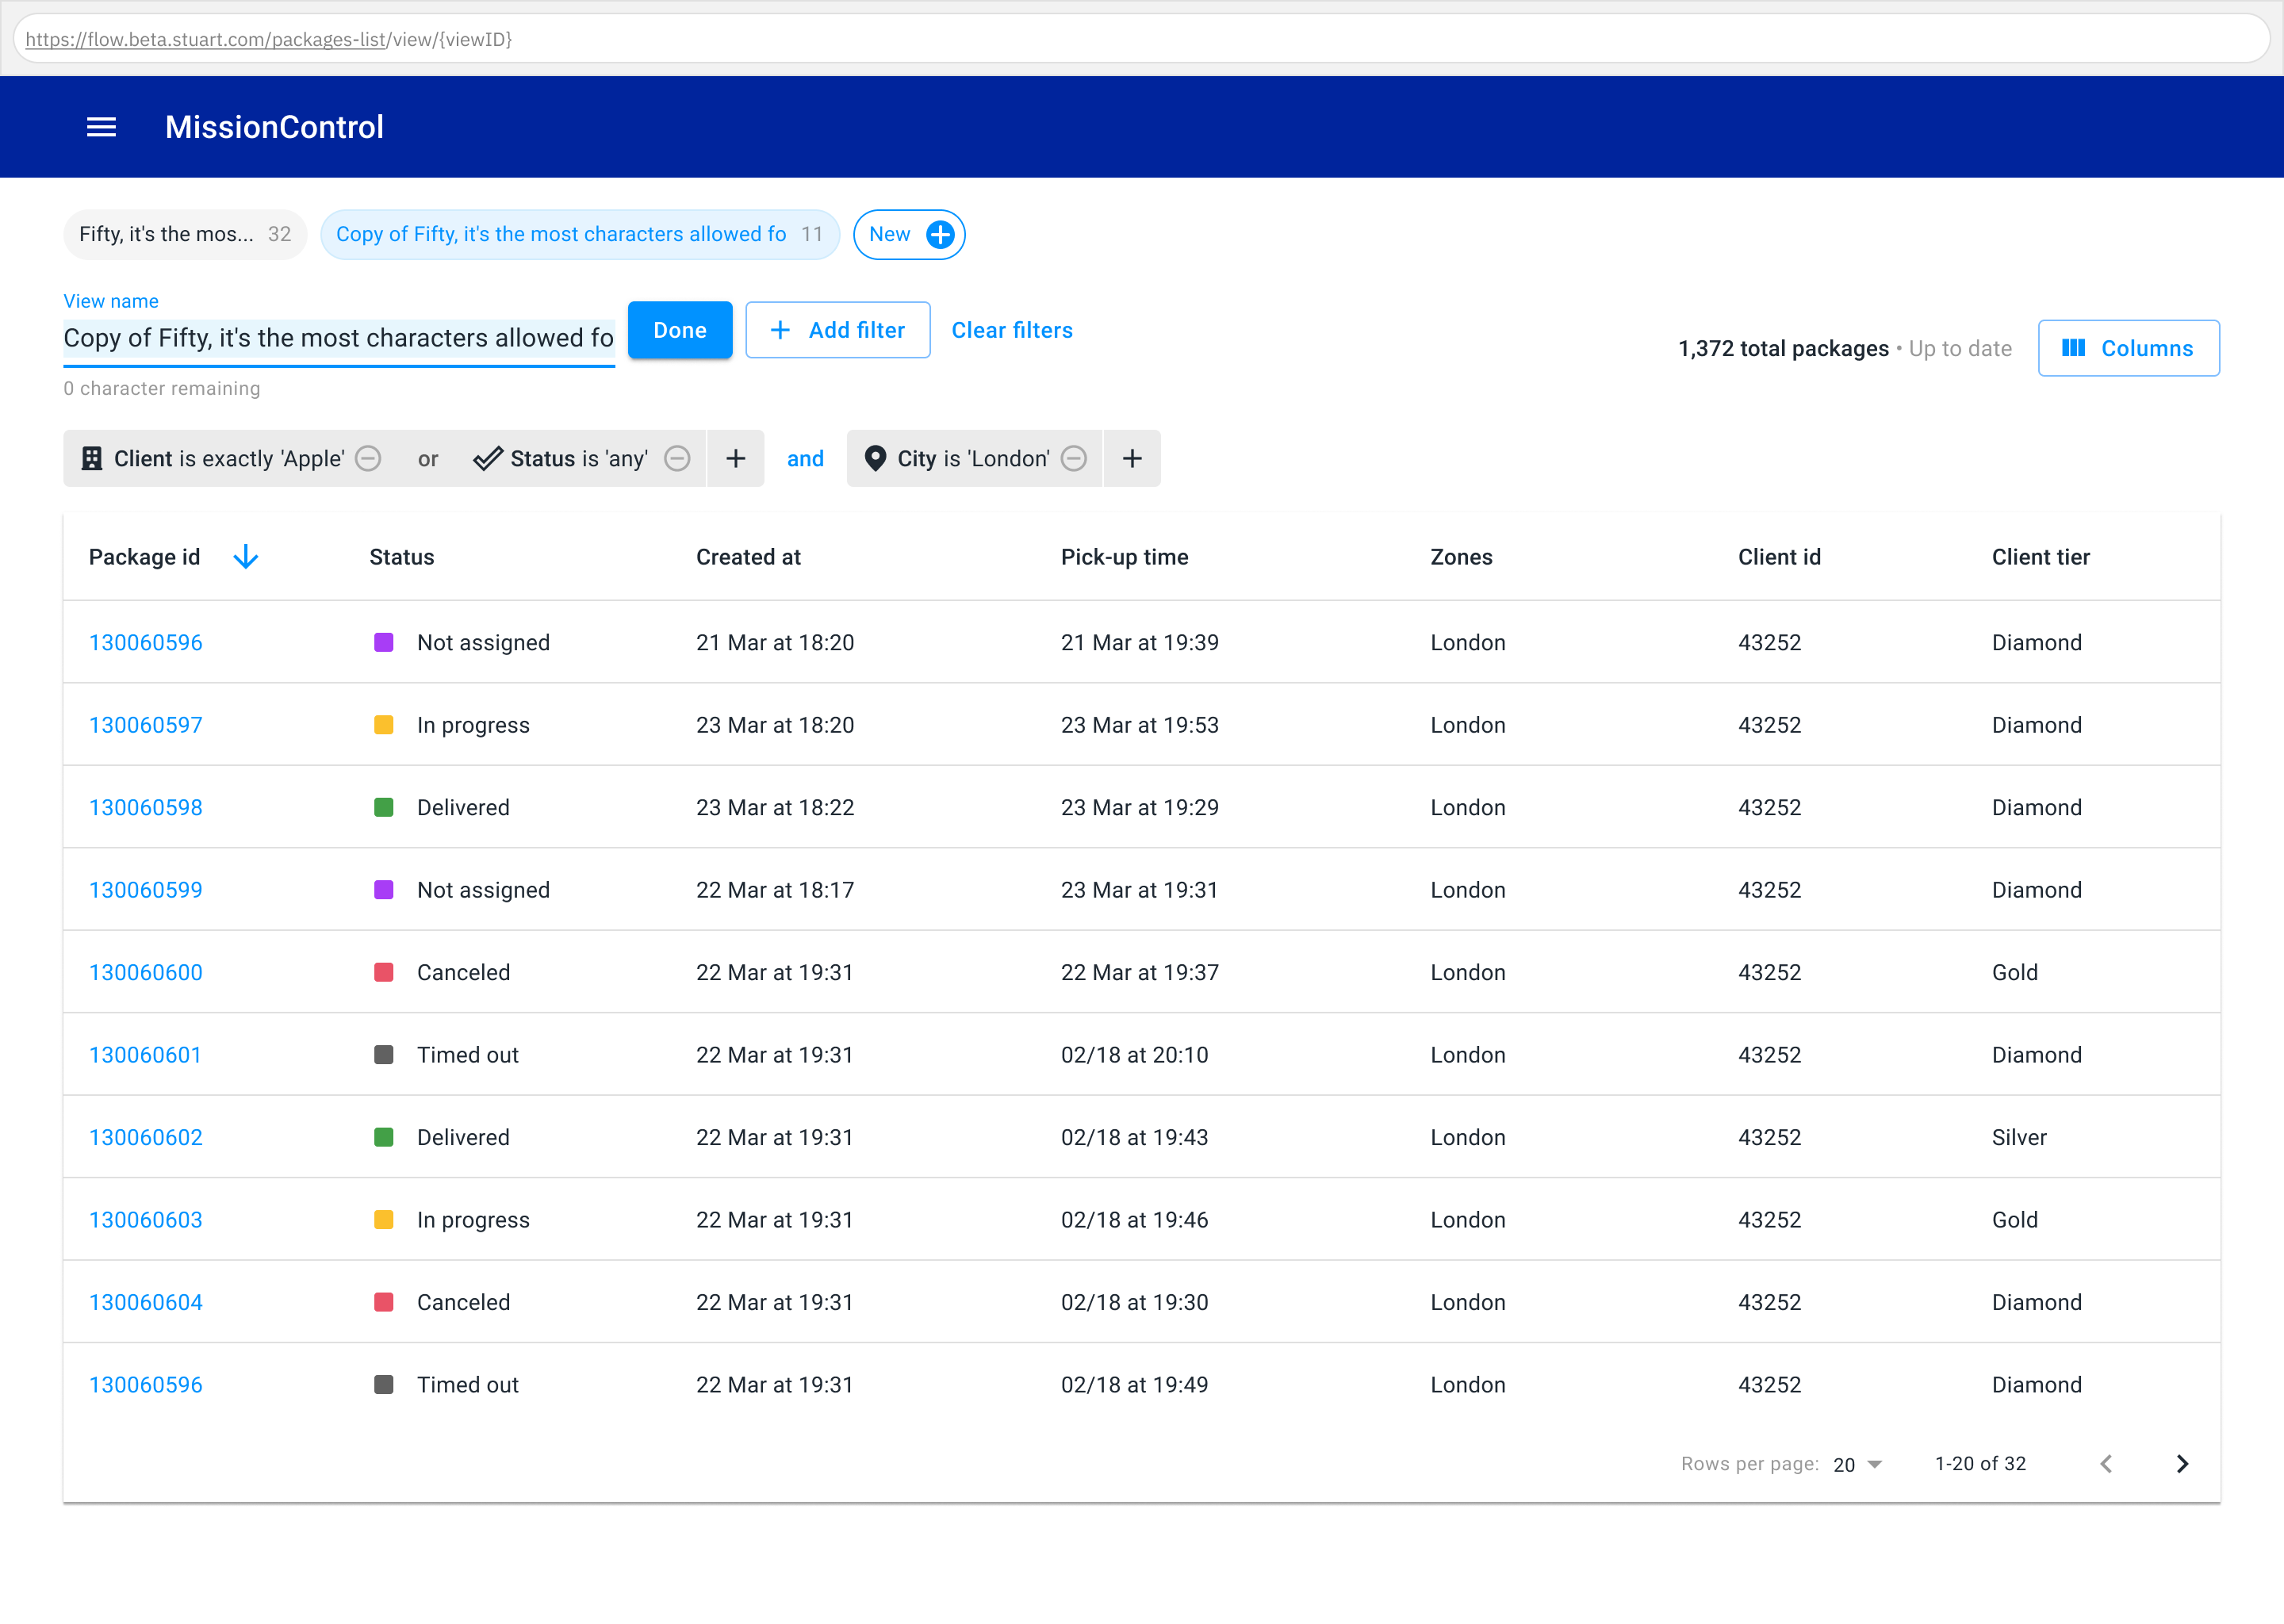 https://flow.beta.stuart.com/packages-list/view/{viewID}
MissionControl
Fifty, it's the mos... 32 Copy of Fifty, it's the most characters allowed fo 11 New
View name
Copy of Fifty, it's the most characters allowed fo Done Add filter Clear filters 1,372 total packages • Up to date Columns
0 character remaining
Client is exactly 'Apple' or Status is 'any' + and City is 'London' +
Package id Status Created at Pick-up time Zones Client id Client tier
130060596 Not assigned 21 Mar at 18:20 21 Mar at 19:39 London 43252 Diamond
130060597 In progress 23 Mar at 18:20 23 Mar at 19:53 London 43252 Diamond
130060598 Delivered 23 Mar at 18:22 23 Mar at 19:29 London 43252 Diamond
130060599 Not assigned 22 Mar at 18:17 23 Mar at 19:31 London 43252 Diamond
130060600 Canceled 22 Mar at 19:31 22 Mar at 19:37 London 43252 Gold
130060601 Timed out 22 Mar at 19:31 02/18 at 20:10 London 43252 Diamond
130060602 Delivered 22 Mar at 19:31 02/18 at 19:43 London 43252 Silver
130060603 In progress 22 Mar at 19:31 02/18 at 19:46 London 43252 Gold
130060604 Canceled 22 Mar at 19:31 02/18 at 19:30 London 43252 Diamond
130060596 Timed out 22 Mar at 19:31 02/18 at 19:49 London 43252 Diamond
Rows per page: 20 1-20 of 32